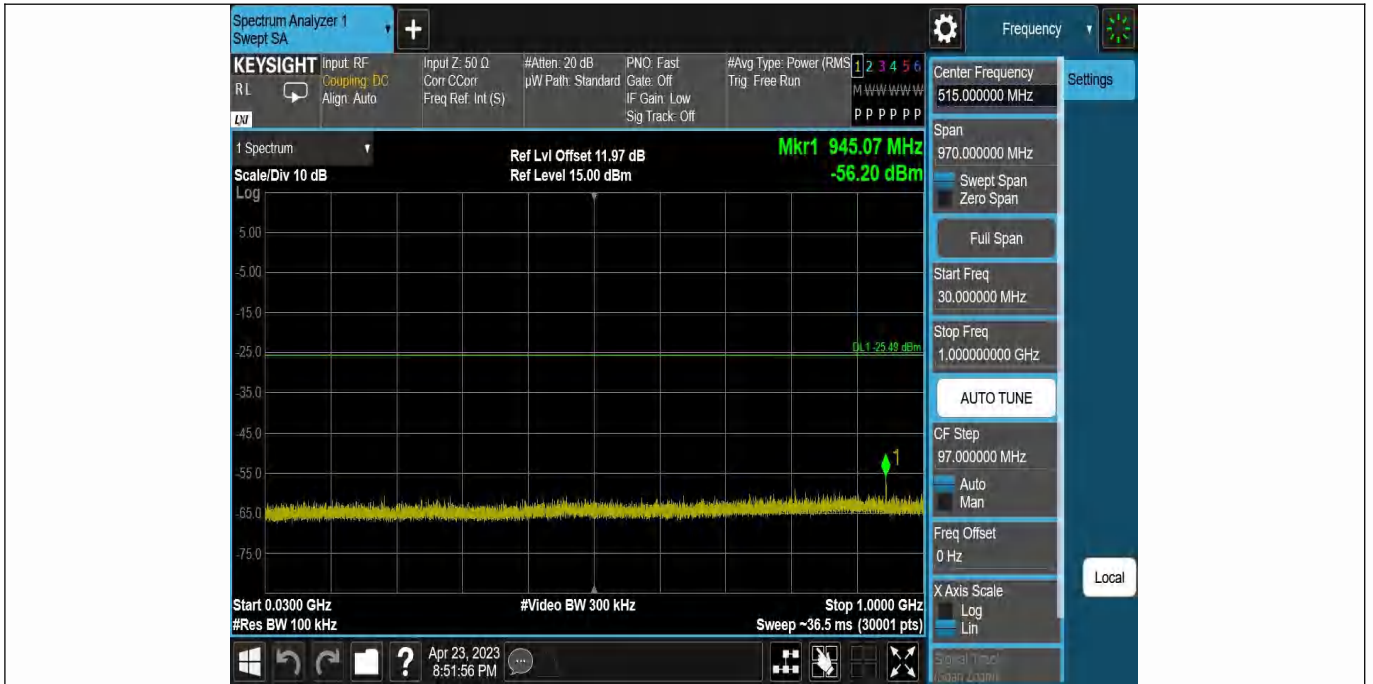 Spectrum Analyzer 1
Swept SA
+
Frequency
KEYSIGHT
R L
LXI
Input: RF
Coupling: DC
Align: Auto
Input Z: 50 Ω
Corr CCorr
Freq Ref: Int (S)
#Atten: 20 dB
µW Path: Standard
PNO: Fast
Gate: Off
IF Gain: Low
Sig Track: Off
#Avg Type: Power (RMS
Trig: Free Run
1 2 3 4 5 6
M W W W W W
P P P P P P
Center Frequency
515.000000 MHz
Settings
1 Spectrum
Scale/Div 10 dB
Ref Lvl Offset 11.97 dB
Ref Level 15.00 dBm
Mkr1 945.07 MHz
-56.20 dBm
Span
970.000000 MHz
Swept Span
Zero Span
Full Span
Start Freq
30.000000 MHz
Stop Freq
1.000000000 GHz
AUTO TUNE
CF Step
97.000000 MHz
Auto
Man
Freq Offset
0 Hz
X Axis Scale
Log
Lin
Signal Track
(Span Zoom)
Local
Log
5.00
-5.00
-15.0
-25.0
-35.0
-45.0
-55.0
-65.0
-75.0
DL1 -25.49 dBm
1
Start 0.0300 GHz
#Res BW 100 kHz
#Video BW 300 kHz
Stop 1.0000 GHz
Sweep ~36.5 ms (30001 pts)
?
Apr 23, 2023
8:51:56 PM